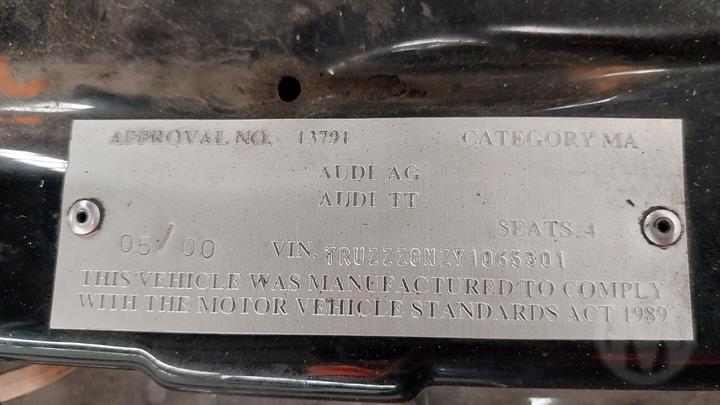 APPROVAL NO. 13791 CATEGORY MA
AUDI AG
AUDI TT
SEATS. 4
05/00 VIN. TRUZZZ8NZY1065301
THIS VEHICLE WAS MANUFACTURED TO COMPLY
WITH THE MOTOR VEHICLE STANDARDS ACT 1989